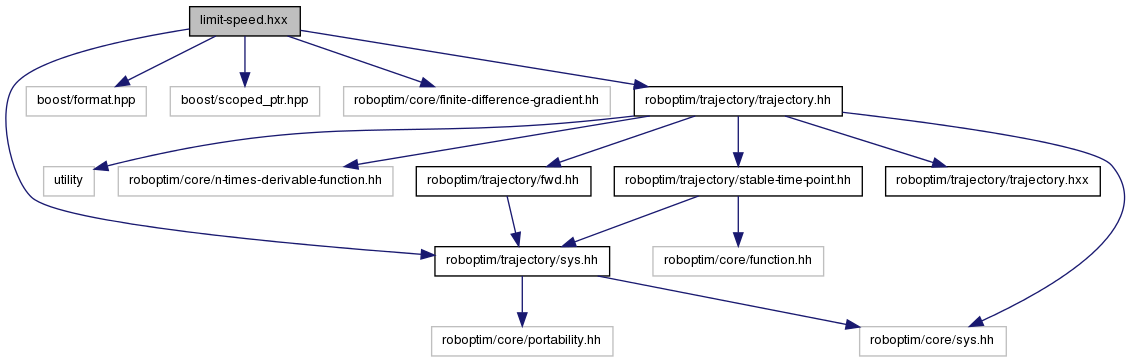 limit-speed.hxx
boost/format.hpp
boost/scoped_ptr.hpp
roboptim/core/finite-difference-gradient.hh
roboptim/trajectory/trajectory.hh
utility
roboptim/core/n-times-derivable-function.hh
roboptim/trajectory/fwd.hh
roboptim/trajectory/stable-time-point.hh
roboptim/trajectory/trajectory.hxx
roboptim/trajectory/sys.hh
roboptim/core/function.hh
roboptim/core/portability.hh
roboptim/core/sys.hh